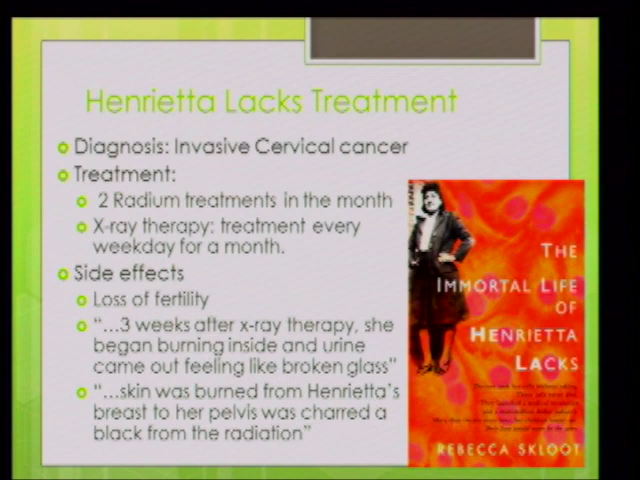 Henrietta Lacks Treatment
Diagnosis: Invasive Cervical cancer
Treatment:
2 Radium treatments in the month
X-ray therapy: treatment every
weekday for a month.
Side effects
Loss of fertility
"...3 weeks after x-ray therapy, she
began burning inside and urine
came out feeling like broken glass"
"...skin was burned from Henrietta's
breast to her pelvis was charred a
black from the radiation"
THE
IMMORTAL LIFE
OF
HENRIETTA
LACKS
REBECCA SKLOOT